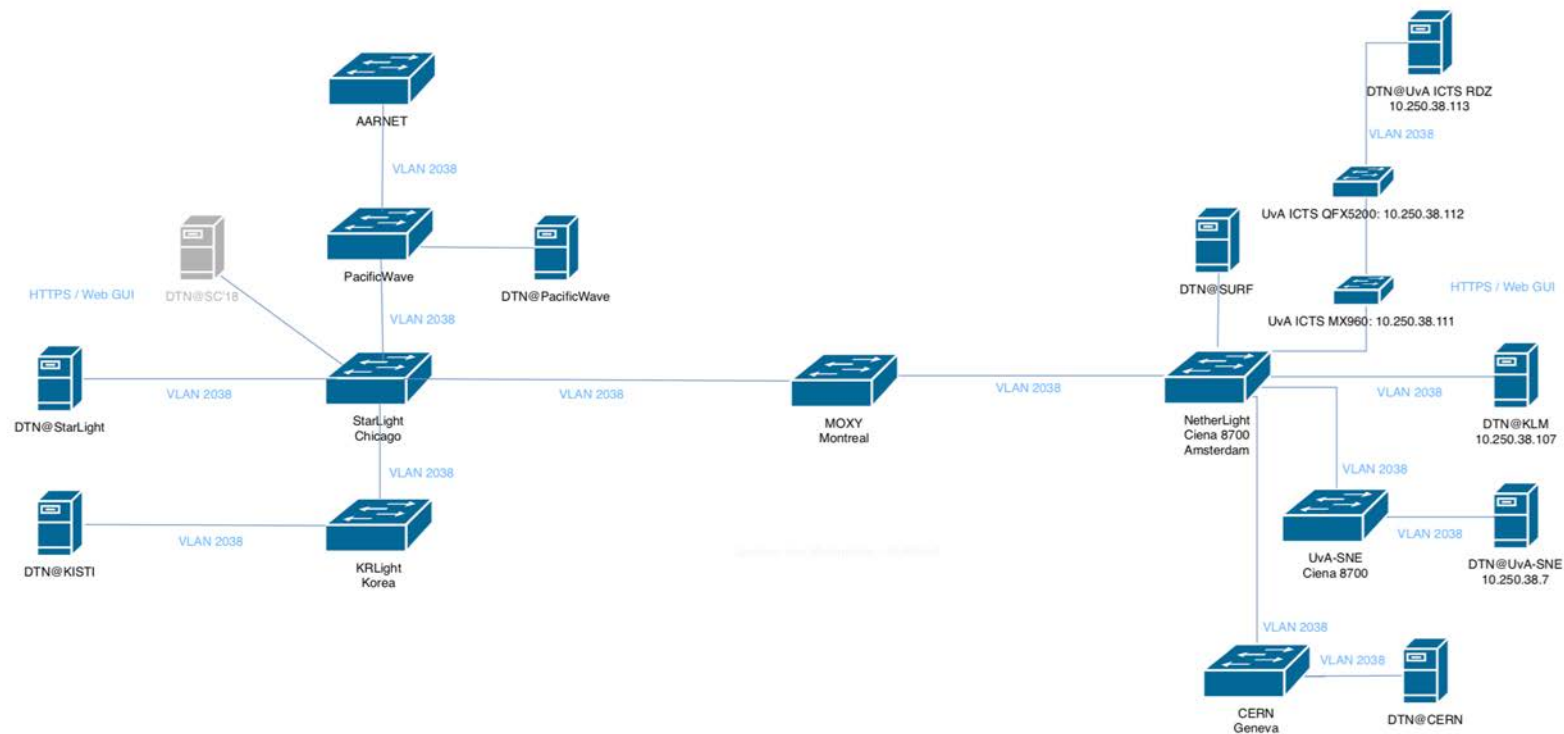 DTN@UvA ICTS RDZ
10.250.38.113
AARNET
VLAN 2038
VLAN 2038
UvA ICTS QFX5200: 10.250.38.112
PacificWave
DTN@PacificWave
DTN@SURF
HTTPS / Web GUI
DTN@SC'18
HTTPS / Web GUI
VLAN 2038
UvA ICTS MX960: 10.250.38.111
VLAN 2038
VLAN 2038
VLAN 2038
VLAN 2038
DTN@StarLight
StarLight
Chicago
MOXY
Montreal
NetherLight
Ciena 8700
Amsterdam
DTN@KLM
10.250.38.107
VLAN 2038
VLAN 2038
VLAN 2038
VLAN 2038
DTN@KISTI
KRLight
Korea
UvA-SNE
Ciena 8700
DTN@UvA-SNE
10.250.38.7
VLAN 2038
VLAN 2038
CERN
Geneva
DTN@CERN